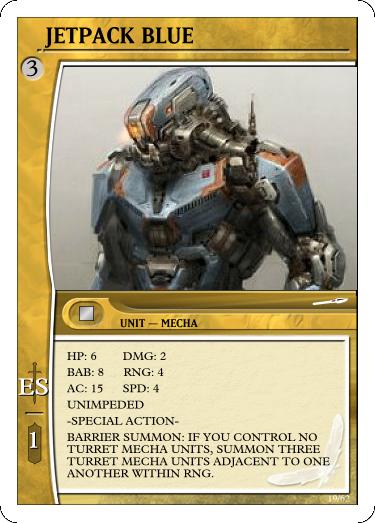 JETPACK BLUE
3
UNIT — MECHA
HP: 6 DMG: 2
BAB: 8 RNG: 4
AC: 15 SPD: 4
UNIMPEDED
-SPECIAL ACTION-
BARRIER SUMMON: IF YOU CONTROL NO
TURRET MECHA UNITS, SUMMON THREE
TURRET MECHA UNITS ADJACENT TO ONE
ANOTHER WITHIN RNG.
ES
1
19/62